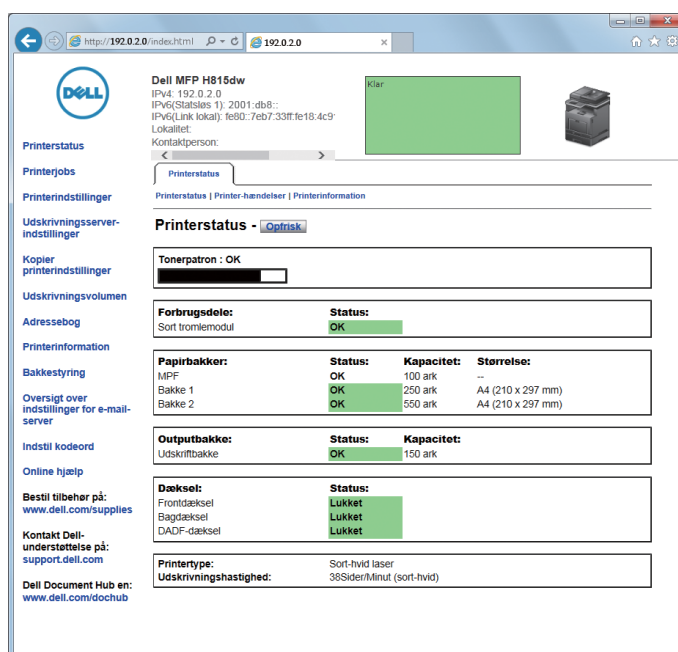 http://192.0.2.0/index.html
192.0.2.0
DELL
Dell MFP H815dw
IPv4: 192.0.2.0
IPv6(Statsløs 1): 2001:db8::
IPv6(Link lokal): fe80::7eb7:33ff:fe18:4c9
Lokalitet:
Kontaktperson:
Klar
Printerstatus
Printerjobs
Printerindstillinger
Udskrivningsserver-
indstillinger
Kopier
printerindstillinger
Udskrivningsvolumen
Adressebog
Printerinformation
Bakkestyring
Oversigt over
indstillinger for e-mail-
server
Indstil kodeord
Online hjælp
Bestil tilbehør på:
www.dell.com/supplies
Kontakt Dell-
understøttelse på:
support.dell.com
Dell Document Hub en:
www.dell.com/dochub
Printerstatus
Printerstatus | Printer-hændelser | Printerinformation
Printerstatus - Opfrisk
Tonerpatron : OK
Forbrugsdele: Status:
Sort tromlemodul OK
Papirbakker: Status: Kapacitet: Størrelse:
MPF OK 100 ark --
Bakke 1 OK 250 ark A4 (210 x 297 mm)
Bakke 2 OK 550 ark A4 (210 x 297 mm)
Outputbakke: Status: Kapacitet:
Udskriftbakke OK 150 ark
Dæksel: Status:
Frontdæksel Lukket
Bagdæksel Lukket
DADF-dæksel Lukket
Printertype: Sort-hvid laser
Udskrivningshastighed: 38Sider/Minut (sort-hvid)